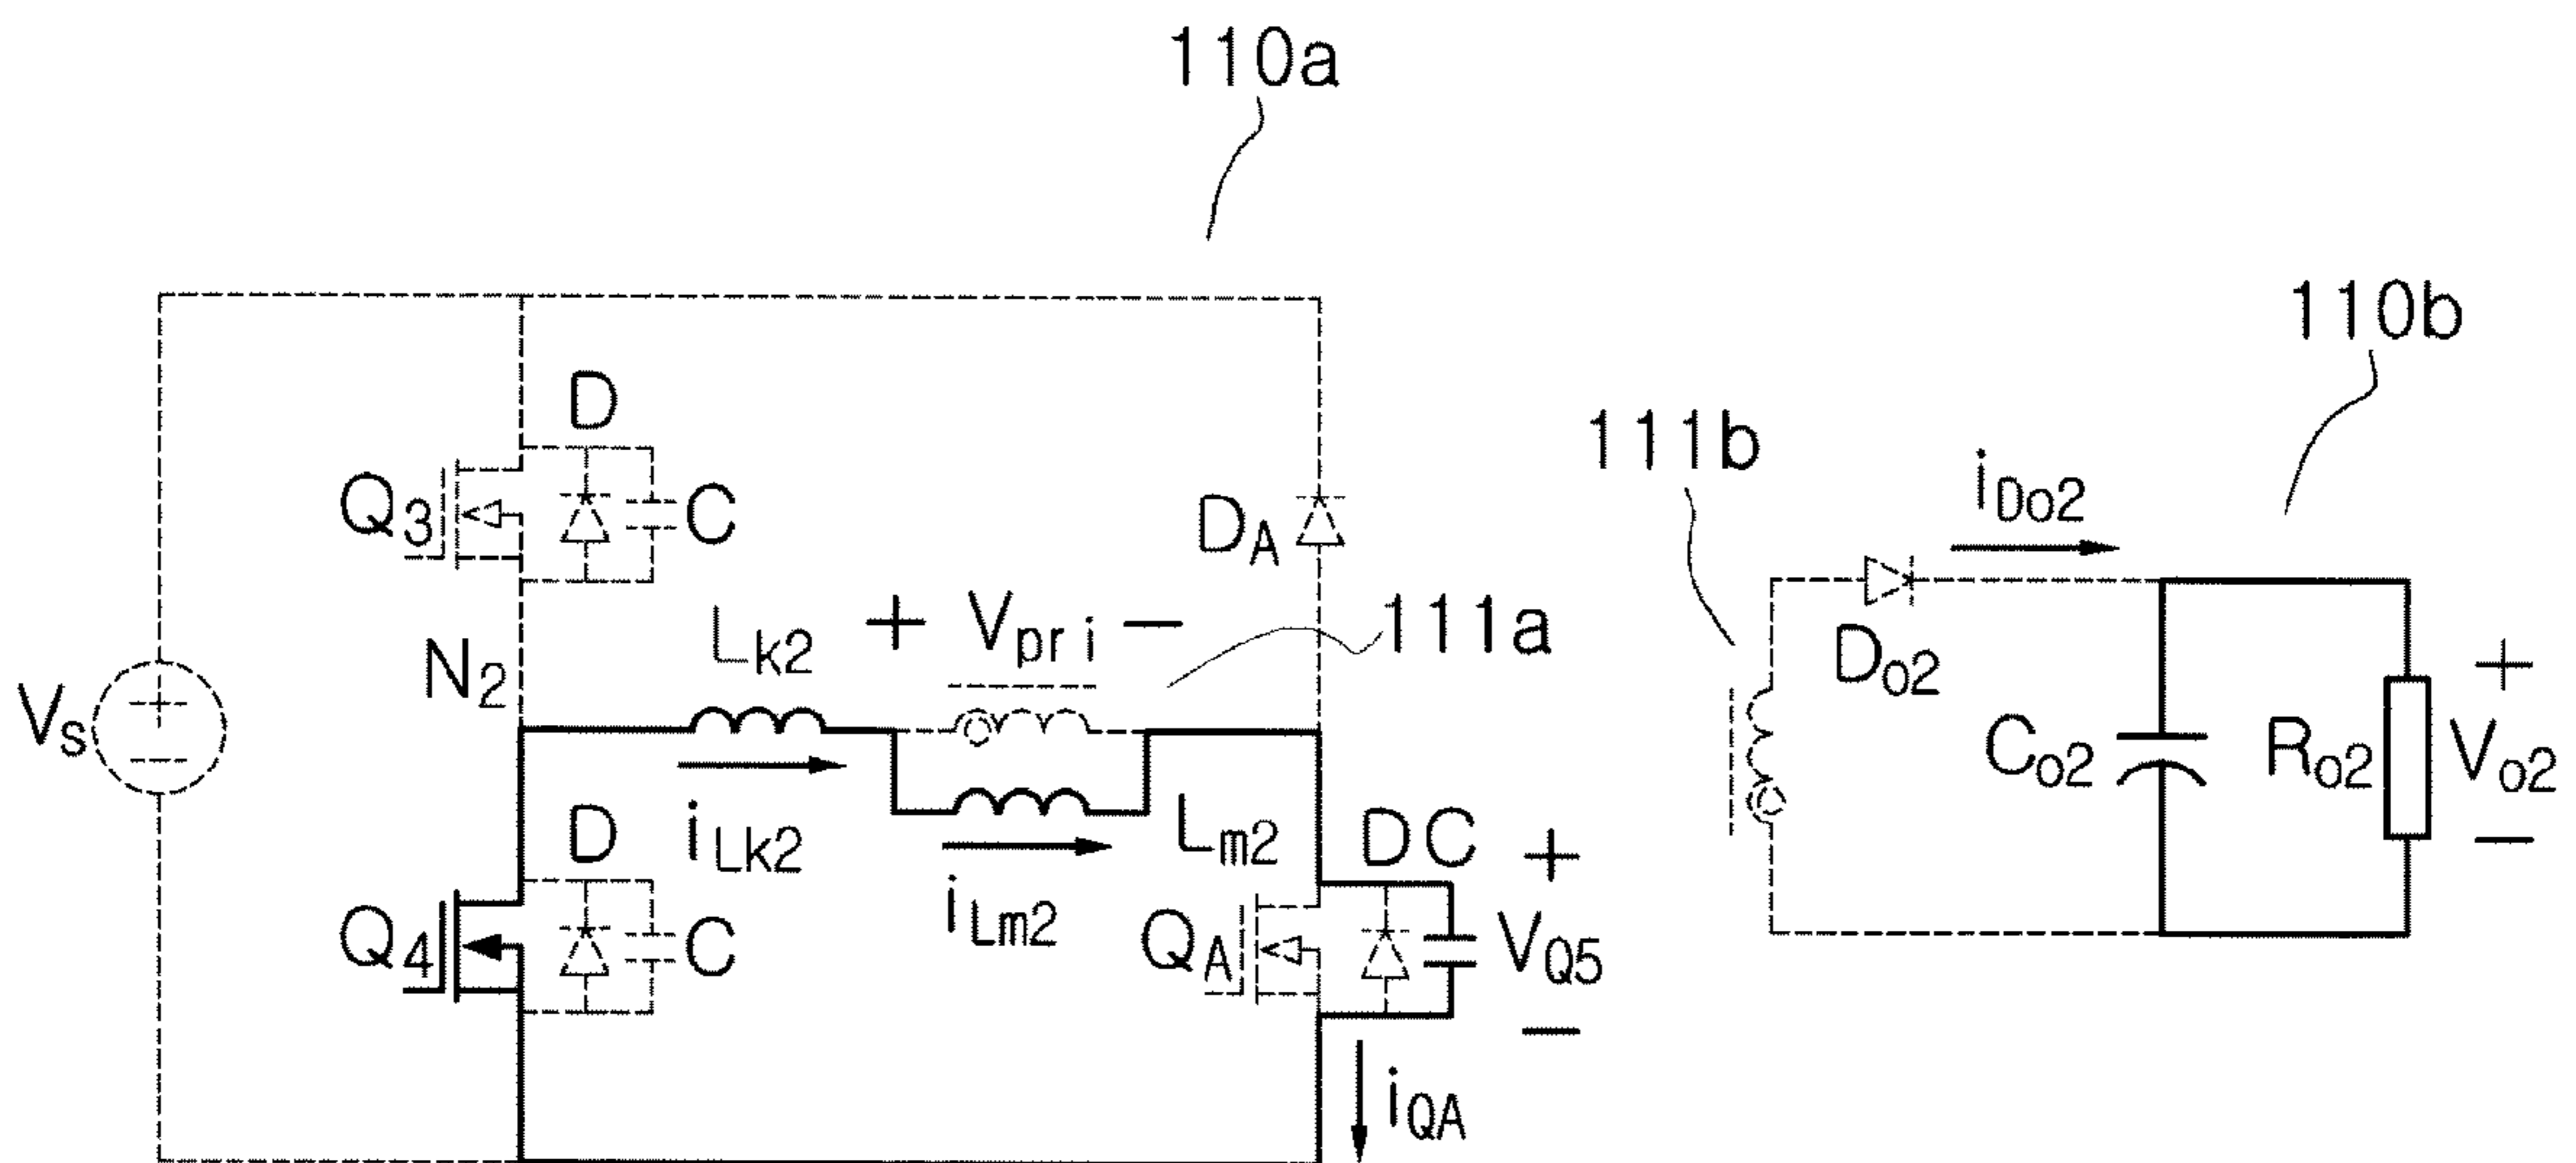 110a
110b
D
111b
iDo2
Q3
C
DA
Lk2
+ Vpri −
111a
N2
Do2
+
Vs
Co2
Ro2
Vo2
D
iLk2
Lm2
DC
+
−
Q4
C
iLm2
QA
VQ5
−
iQA